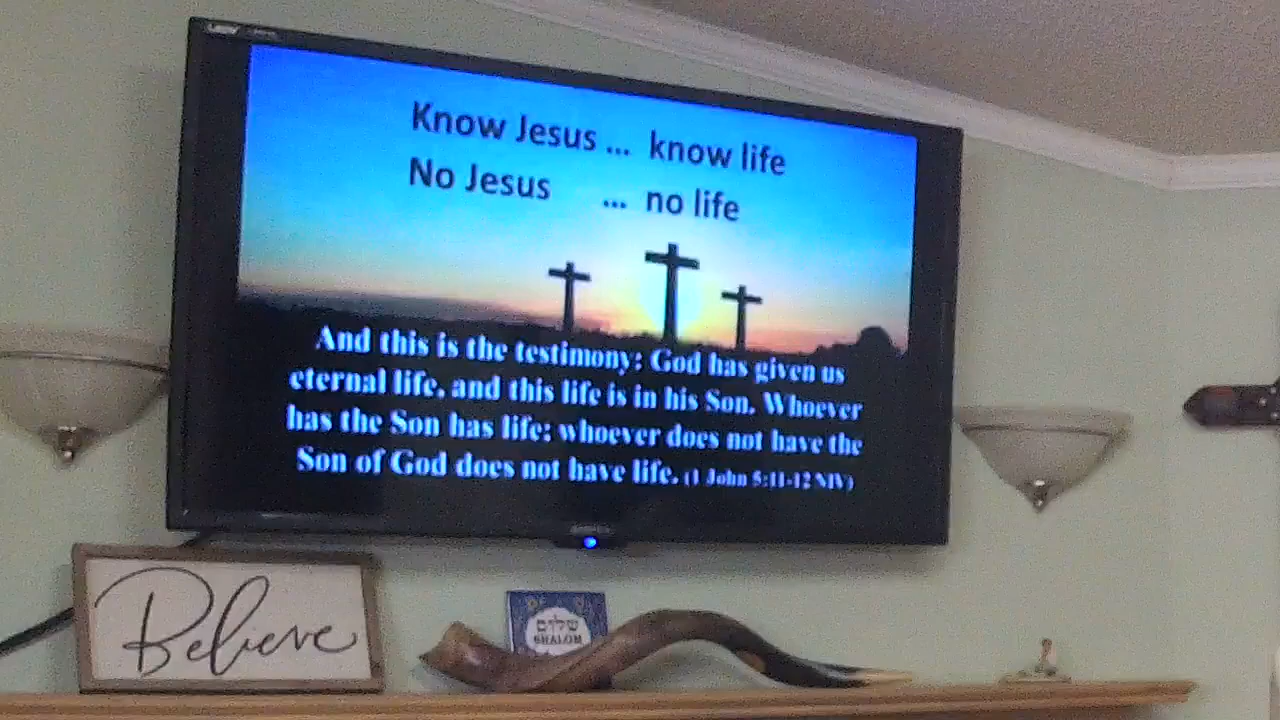 Know Jesus ... know life
No Jesus ... no life
And this is the testimony: God has given us
eternal life, and this life is in his Son. Whoever
has the Son has life; whoever does not have the
Son of God does not have life. (1 John 5:11-12 NIV)
Believe
שלום
SHALOM